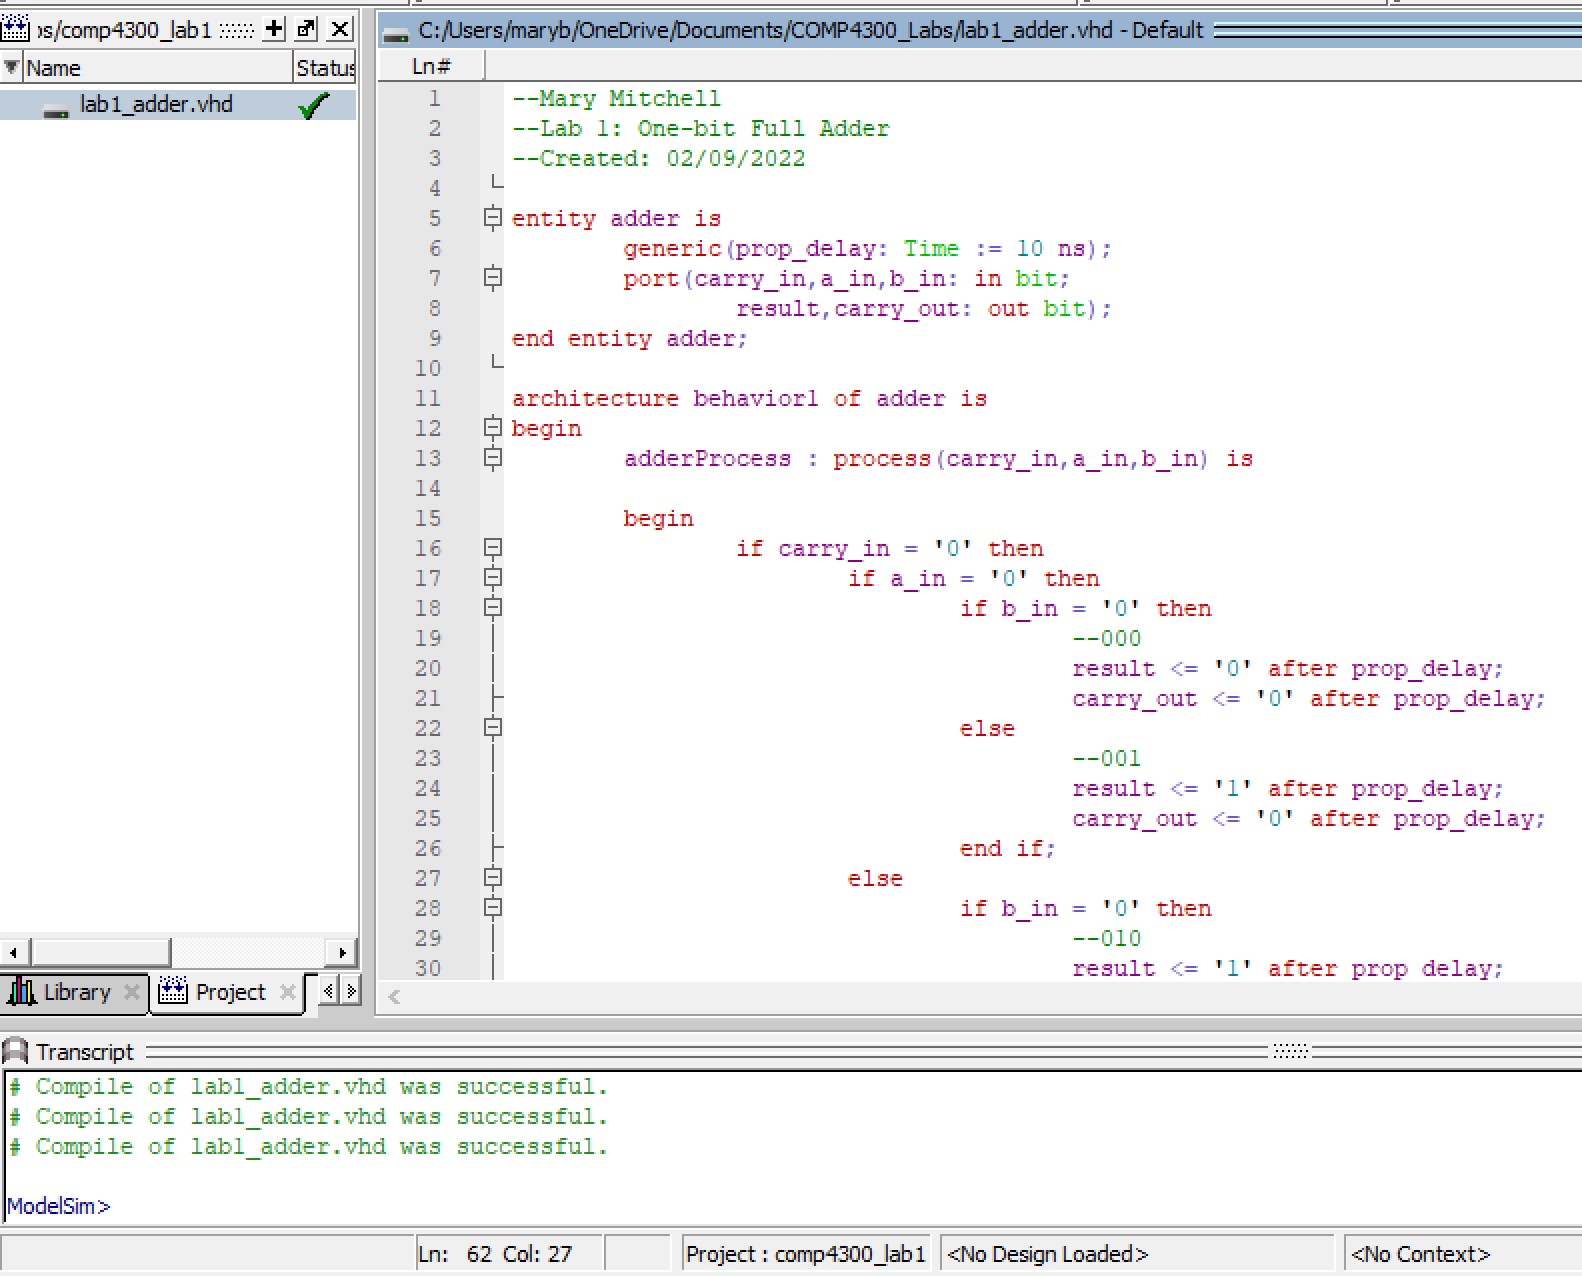 os/comp4300_lab1
Name Status
lab1_adder.vhd
Library Project
C:/Users/maryb/OneDrive/Documents/COMP4300_Labs/lab1_adder.vhd - Default
Ln#
1 --Mary Mitchell
2 --Lab 1: One-bit Full Adder
3 --Created: 02/09/2022
4
5 entity adder is
6 generic(prop_delay: Time := 10 ns);
7 port(carry_in,a_in,b_in: in bit;
8 result,carry_out: out bit);
9 end entity adder;
10
11 architecture behavior1 of adder is
12 begin
13 adderProcess : process(carry_in,a_in,b_in) is
14
15 begin
16 if carry_in = '0' then
17 if a_in = '0' then
18 if b_in = '0' then
19 --000
20 result <= '0' after prop_delay;
21 carry_out <= '0' after prop_delay;
22 else
23 --001
24 result <= '1' after prop_delay;
25 carry_out <= '0' after prop_delay;
26 end if;
27 else
28 if b_in = '0' then
29 --010
30 result <= '1' after prop_delay;
Transcript
# Compile of lab1_adder.vhd was successful.
# Compile of lab1_adder.vhd was successful.
# Compile of lab1_adder.vhd was successful.
ModelSim>
Ln: 62 Col: 27 Project : comp4300_lab1 <No Design Loaded> <No Context>